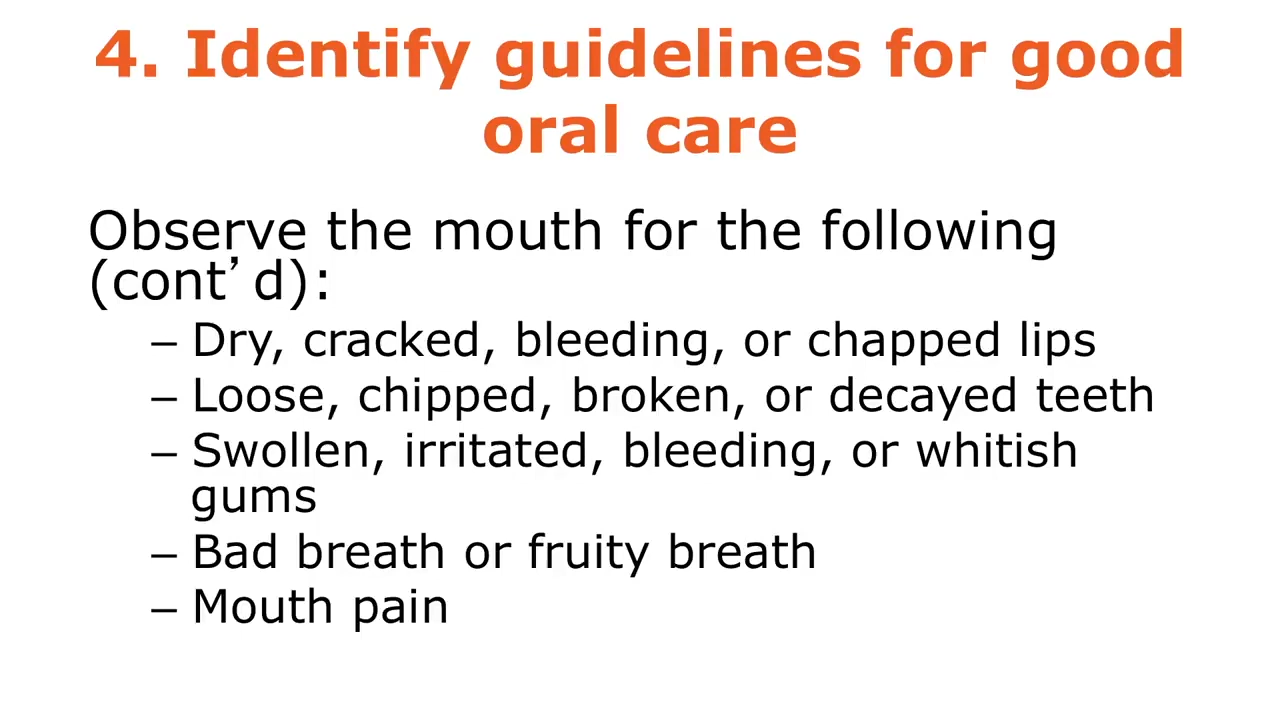 4. Identify guidelines for good
oral care
Observe the mouth for the following
(cont’d):
– Dry, cracked, bleeding, or chapped lips
– Loose, chipped, broken, or decayed teeth
– Swollen, irritated, bleeding, or whitish
gums
– Bad breath or fruity breath
– Mouth pain